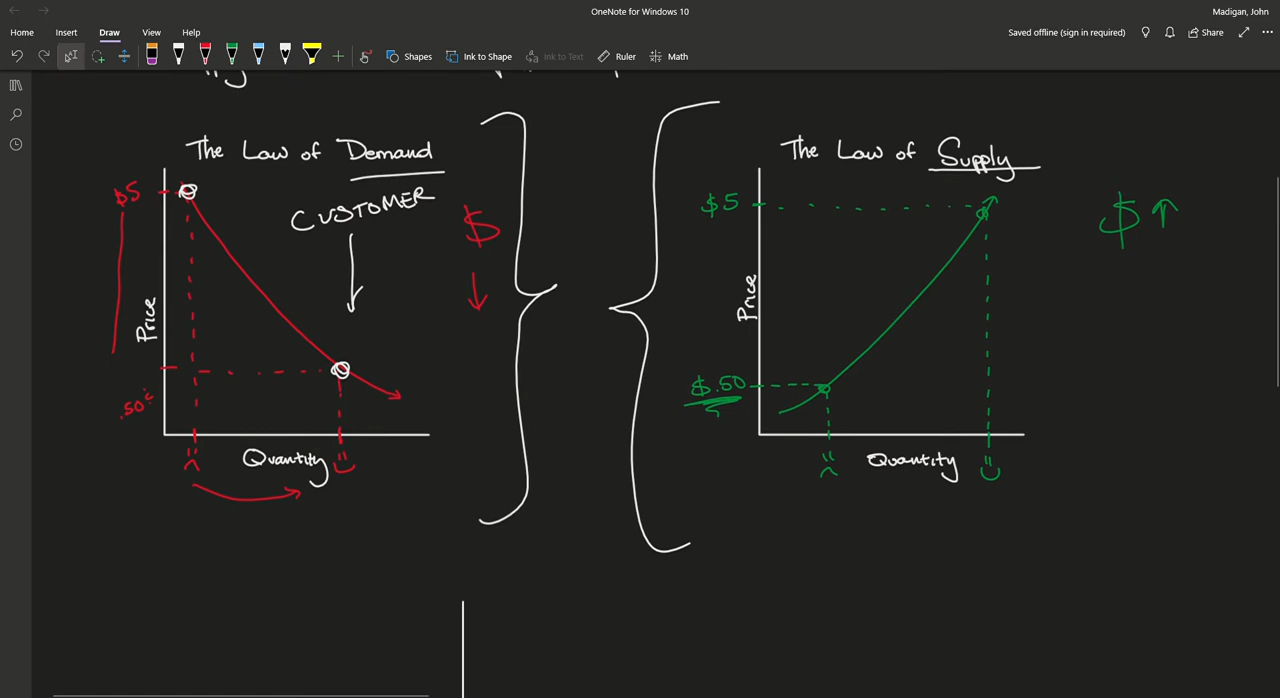 OneNote for Windows 10
Madigan, John
Home Insert Draw View Help
Saved offline (sign in required) Share
Shapes Ink to Shape Ink to Text Ruler Math
The Law of Demand
CUSTOMER
$5
$
Price
.50¢
Quantity
The Law of Supply
$5
$
Price
$.50
Quantity